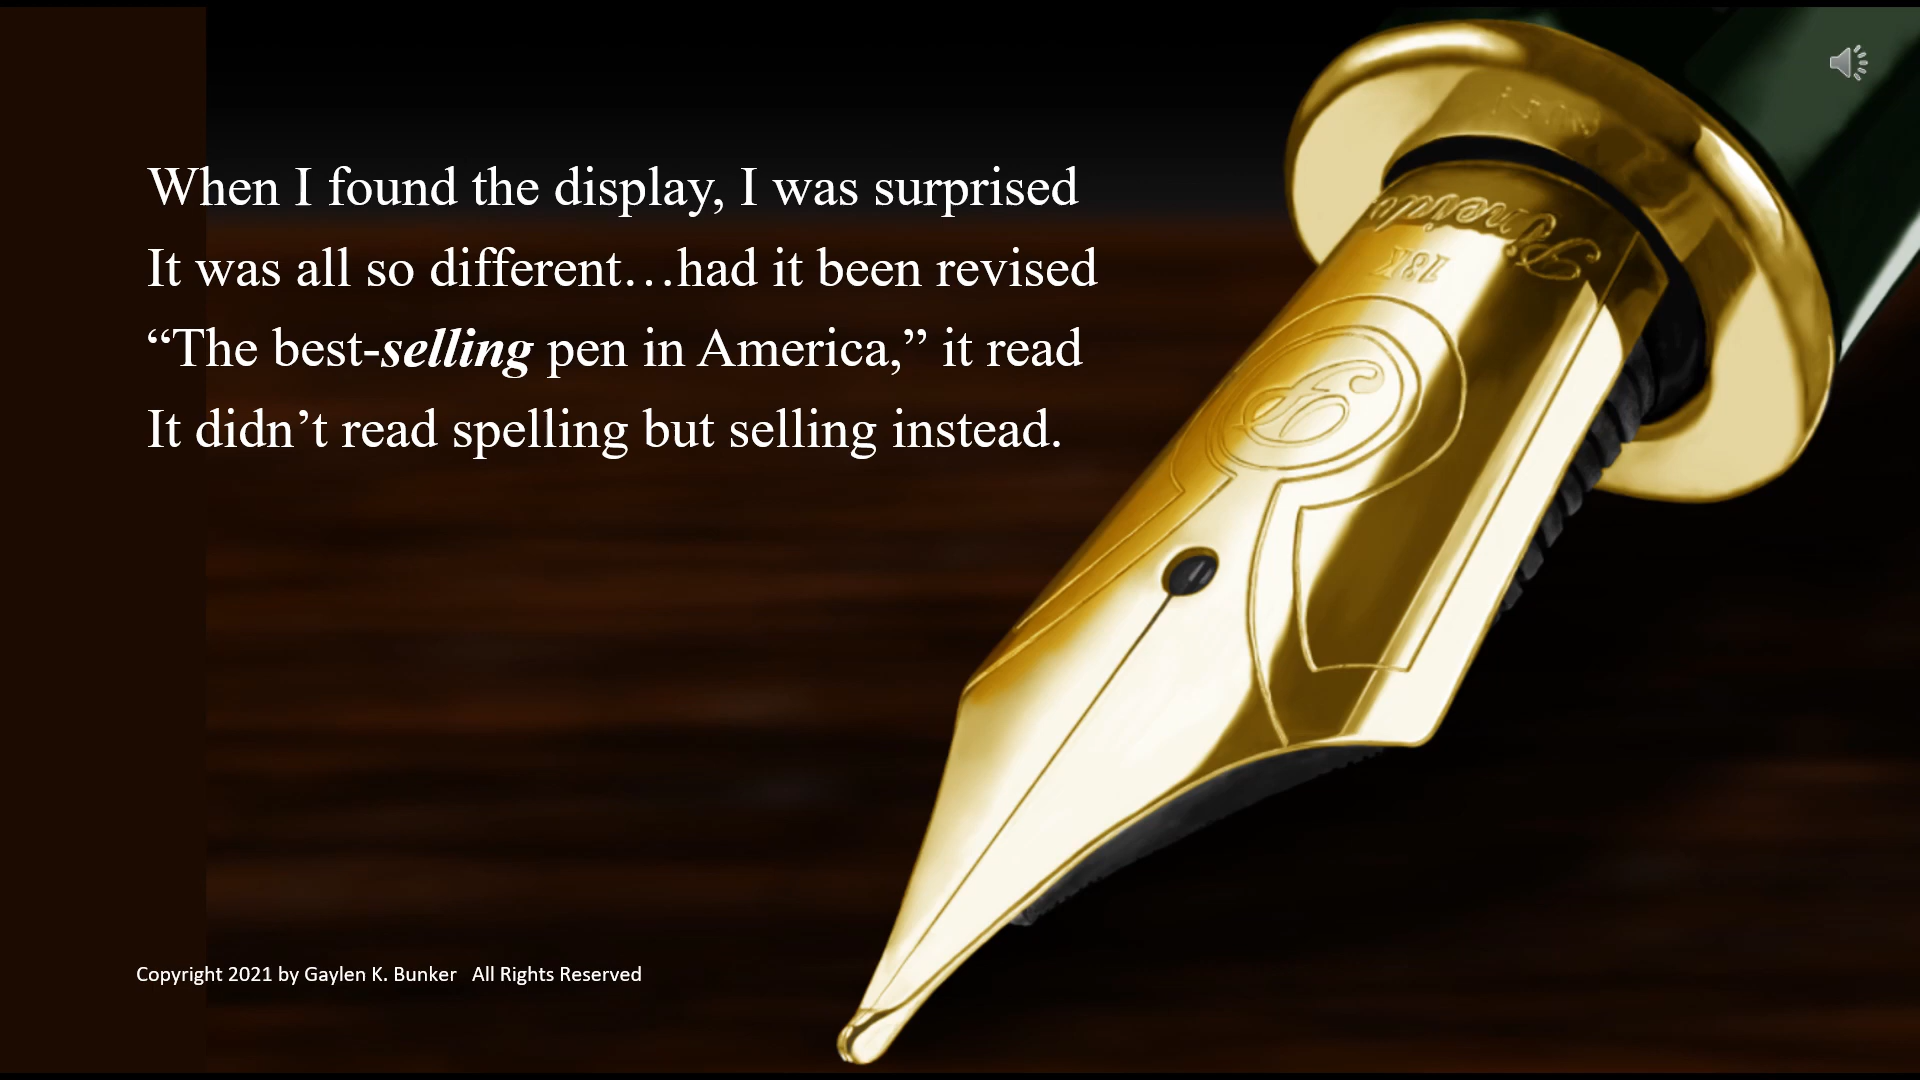 When I found the display, I was surprised
It was all so different…had it been revised
“The best-selling pen in America,” it read
It didn’t read spelling but selling instead.
18K
Copyright 2021 by Gaylen K. Bunker   All Rights Reserved